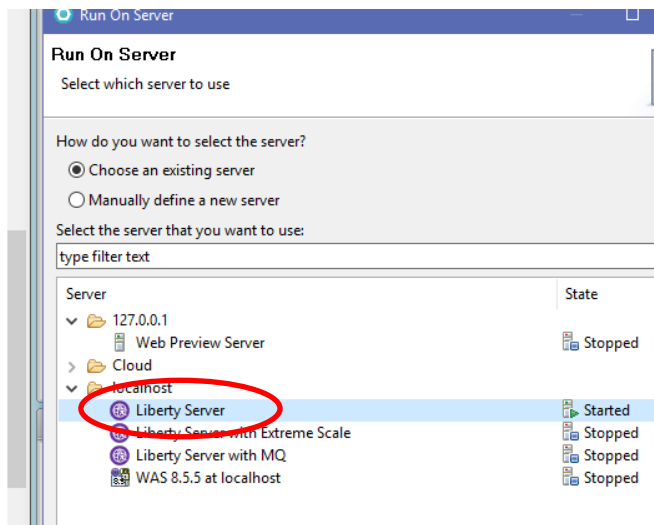 Run On Server
Run On Server
Select which server to use
How do you want to select the server?
Choose an existing server
Manually define a new server
Select the server that you want to use:
type filter text
Server State
127.0.0.1
Web Preview Server Stopped
Cloud
localhost
Liberty Server Started
Liberty Server with Extreme Scale Stopped
Liberty Server with MQ Stopped
WAS 8.5.5 at localhost Stopped